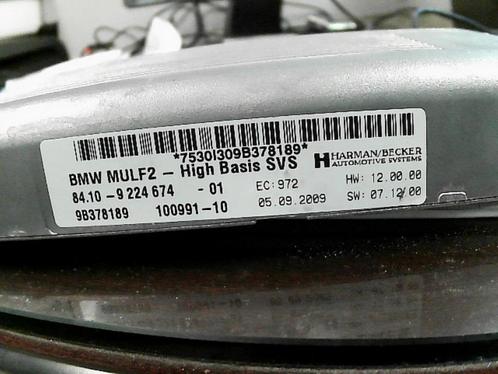 *7530I309B378189*
BMW MULF2 - High Basis SVS
HARMAN/BECKER
AUTOMOTIVE SYSTEMS
84.10-9 224 674 - 01
EC: 972
HW: 12.00.00
9B378189 100991-10
05.09.2009
SW: 07.12/00